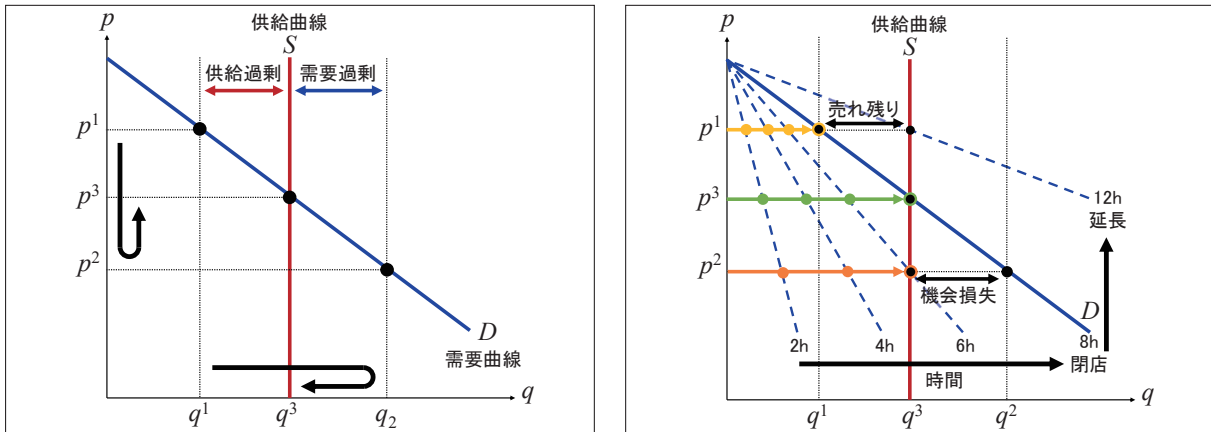 p
供給曲線
S
供給過剰
需要過剰
p¹
p³
p²
D
需要曲線
q¹
q³
q₂
q
p
供給曲線
S
売れ残り
p¹
p³
12h
延長
p²
機会損失
D
2h
4h
6h
8h
時間
閉店
q¹
q³
q²
q